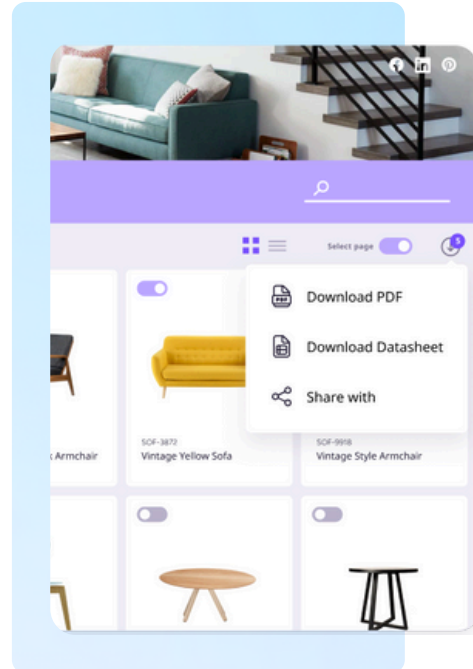 in
Select page
5
Download PDF
PDF
Download Datasheet
Share with
Armchair
SOF-3872
Vintage Yellow Sofa
SOF-9918
Vintage Style Armchair